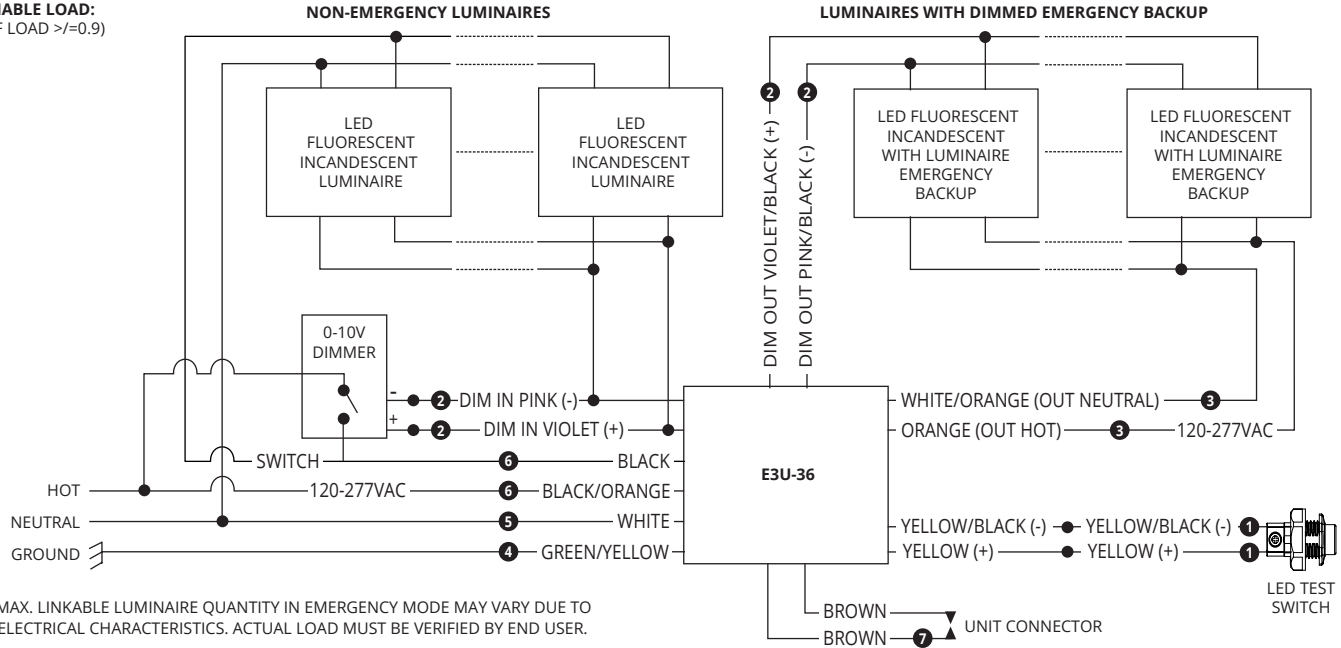 NABLE LOAD:
F LOAD >/=0.9)
NON-EMERGENCY LUMINAIRES
LUMINAIRES WITH DIMMED EMERGENCY BACKUP
LED
FLUORESCENT
INCANDESCENT
LUMINAIRE
LED
FLUORESCENT
INCANDESCENT
LUMINAIRE
2
2
DIM OUT VIOLET/BLACK (+)
DIM OUT PINK/BLACK (-)
LED FLUORESCENT
INCANDESCENT
WITH LUMINAIRE
EMERGENCY
BACKUP
LED FLUORESCENT
INCANDESCENT
WITH LUMINAIRE
EMERGENCY
BACKUP
0-10V
DIMMER
- 2 DIM IN PINK (-)
+ 2 DIM IN VIOLET (+)
SWITCH 6 BLACK
HOT 120-277VAC 6 BLACK/ORANGE
NEUTRAL 5 WHITE
GROUND 4 GREEN/YELLOW
E3U-36
WHITE/ORANGE (OUT NEUTRAL) 3
ORANGE (OUT HOT) 3 120-277VAC
YELLOW/BLACK (-) YELLOW/BLACK (-) 1
YELLOW (+) YELLOW (+) 1
LED TEST
SWITCH
BROWN
BROWN 7
UNIT CONNECTOR
MAX. LINKABLE LUMINAIRE QUANTITY IN EMERGENCY MODE MAY VARY DUE TO
ELECTRICAL CHARACTERISTICS. ACTUAL LOAD MUST BE VERIFIED BY END USER.